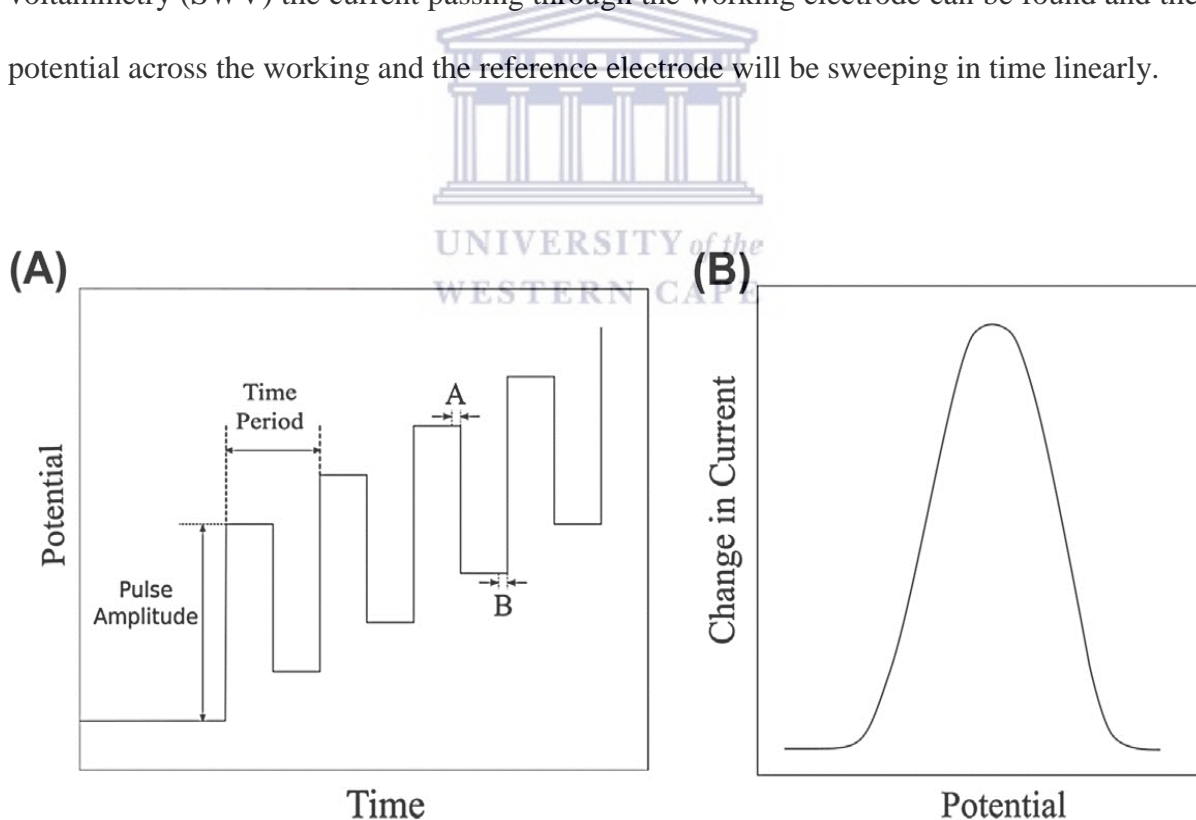 voltammetry (SWV) the current passing through the working electrode can be found and the
potential across the working and the reference electrode will be sweeping in time linearly.
UNIVERSITY of the
WESTERN CAPE
(A)
Time
Period
A
B
Pulse
Amplitude
Potential
Time
(B)
Change in Current
Potential